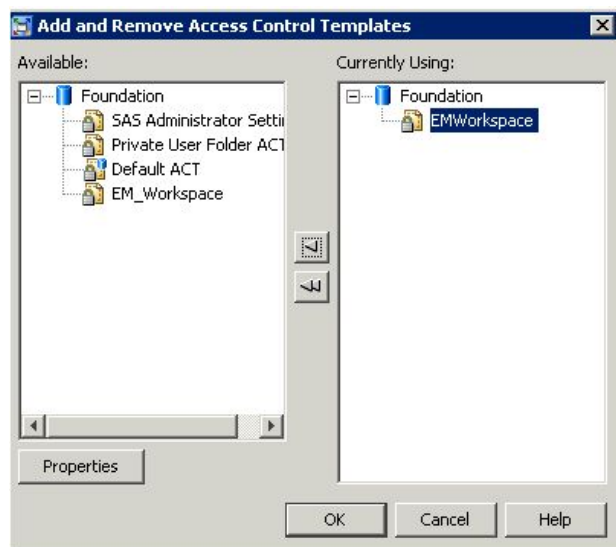 Add and Remove Access Control Templates
Available:
Foundation
SAS Administrator Setti
Private User Folder ACT
Default ACT
EM_Workspace
Properties
Currently Using:
Foundation
EMWorkspace
OK
Cancel
Help